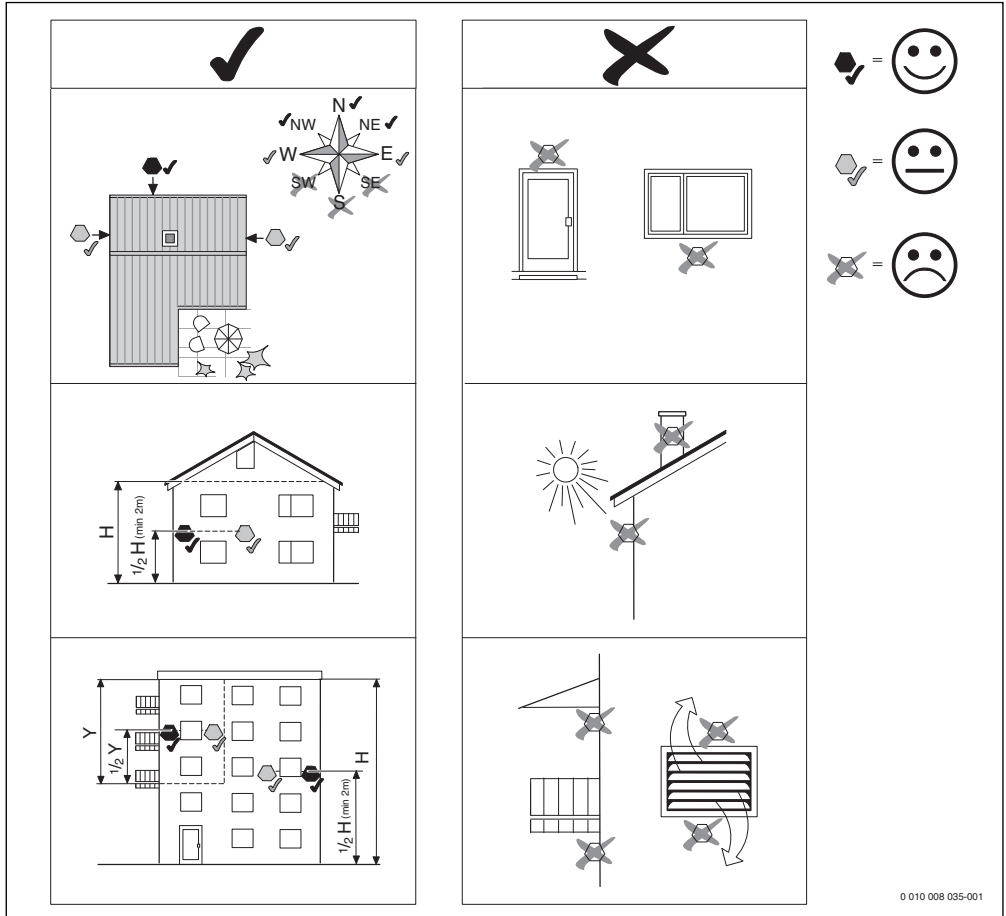 N
NW
NE
W
E
SW
SE
S
=
=
=
H
1/2 H (min 2m)
Y
1/2 Y
H
1/2 H (min 2m)
0 010 008 035-001